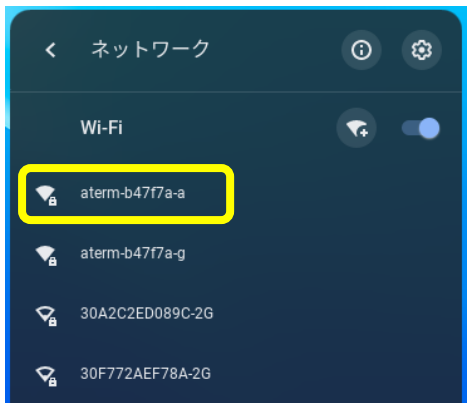 ネットワーク
Wi-Fi
aterm-b47f7a-a
aterm-b47f7a-g
30A2C2ED089C-2G
30F772AEF78A-2G